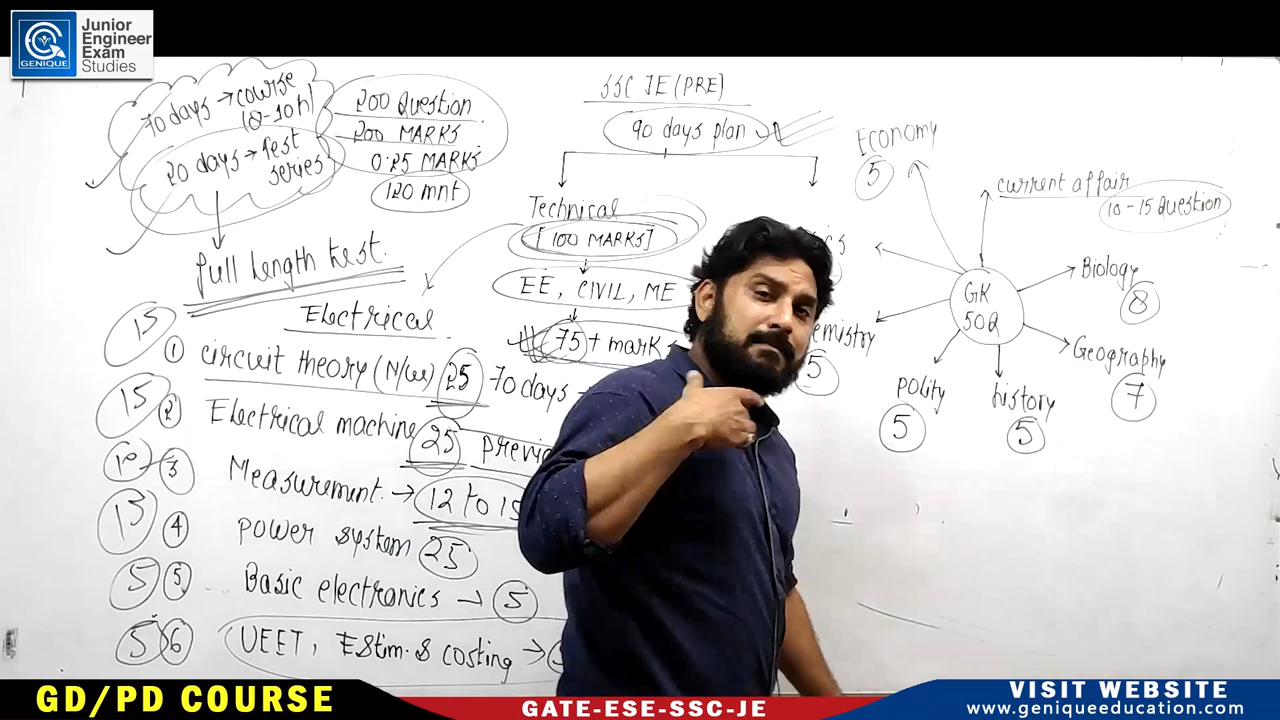 GENIQUE
Junior
Engineer
Exam
Studies
70 days → course
(8-10h)
20 days → Test
series
full length test.
200 Question
200 MARKS
0.25 MARKS
120 mnt
SSC JE (PRE)
90 days plan
Technical
[100 MARKS]
EE, CIVIL, ME
75 + mark
70 days
Electrical
15 1 circuit theory (N/w) 25
15 2 Electrical machine 25
10 3 Measurement → 12 to 15
15 4 power system 25
5 5 Basic electronics → 5
5 6 UEET, Estim. & costing →
GK
50Q
Economy
5
current affair
10-15 Question
Biology
8
Geography
7
history
5
polity
5
5
GD/PD COURSE
GATE-ESE-SSC-JE
VISIT WEBSITE
www.geniqueeducation.com